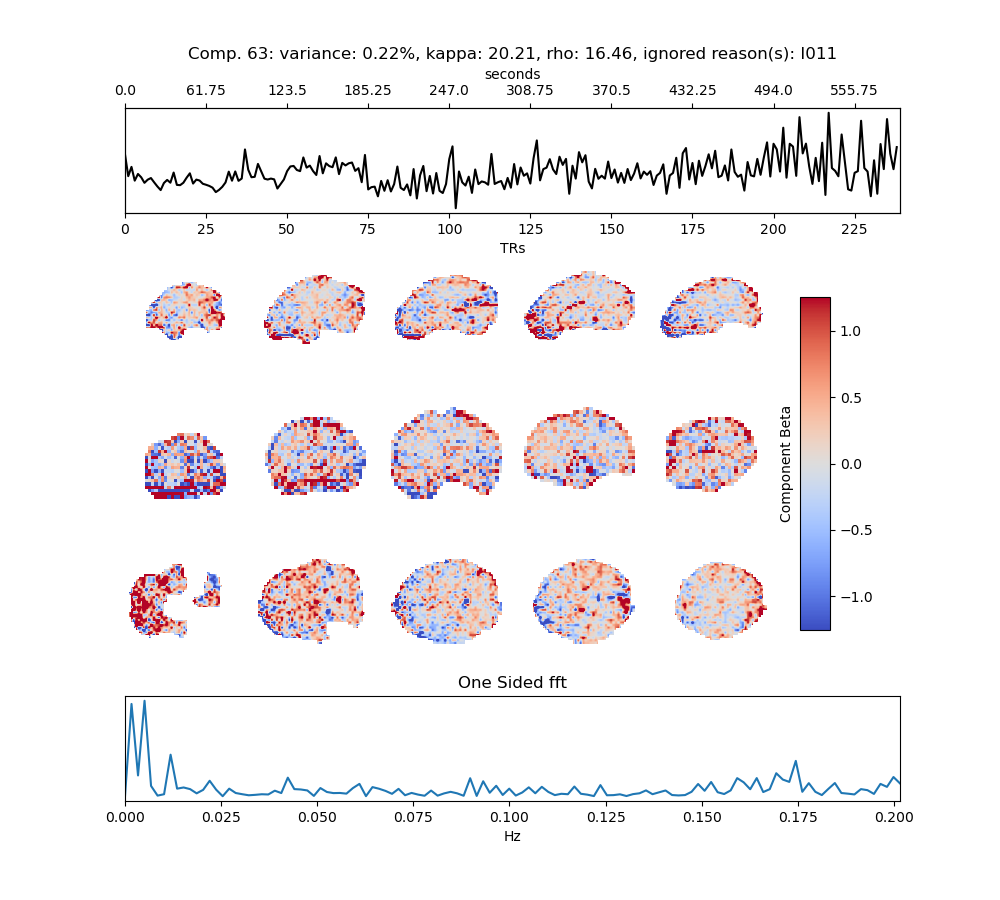 Comp. 63: variance: 0.22%, kappa: 20.21, rho: 16.46, ignored reason(s): I011
seconds
0.0 61.75 123.5 185.25 247.0 308.75 370.5 432.25 494.0 555.75
0 25 50 75 100 125 150 175 200 225
TRs
1.0
0.5
0.0
−0.5
−1.0
Component Beta
One Sided fft
0.000 0.025 0.050 0.075 0.100 0.125 0.150 0.175 0.200
Hz